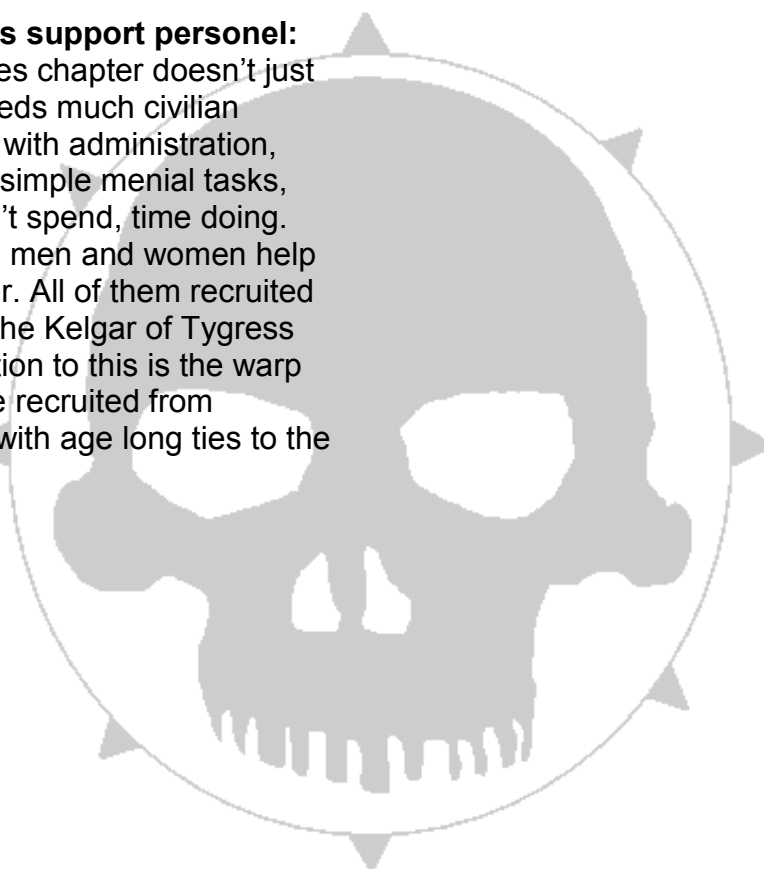 s support personel:
es chapter doesn’t just
eds much civilian
with administration,
simple menial tasks,
’t spend, time doing.
men and women help
r. All of them recruited
he Kelgar of Tygress
tion to this is the warp
e recruited from
with age long ties to the